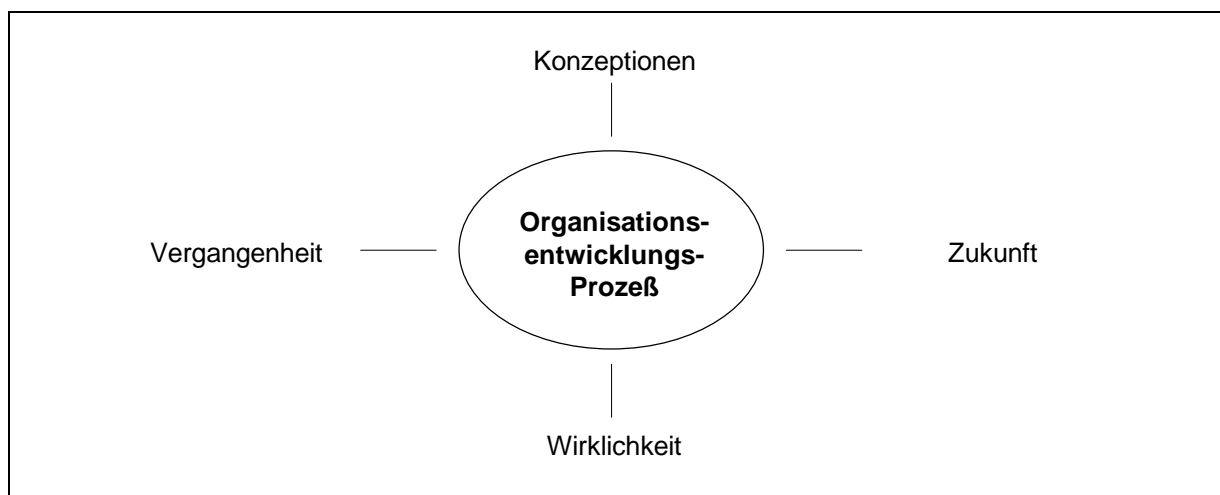 Konzeptionen
Organisations-
entwicklungs-
Prozeß
Vergangenheit
Zukunft
Wirklichkeit